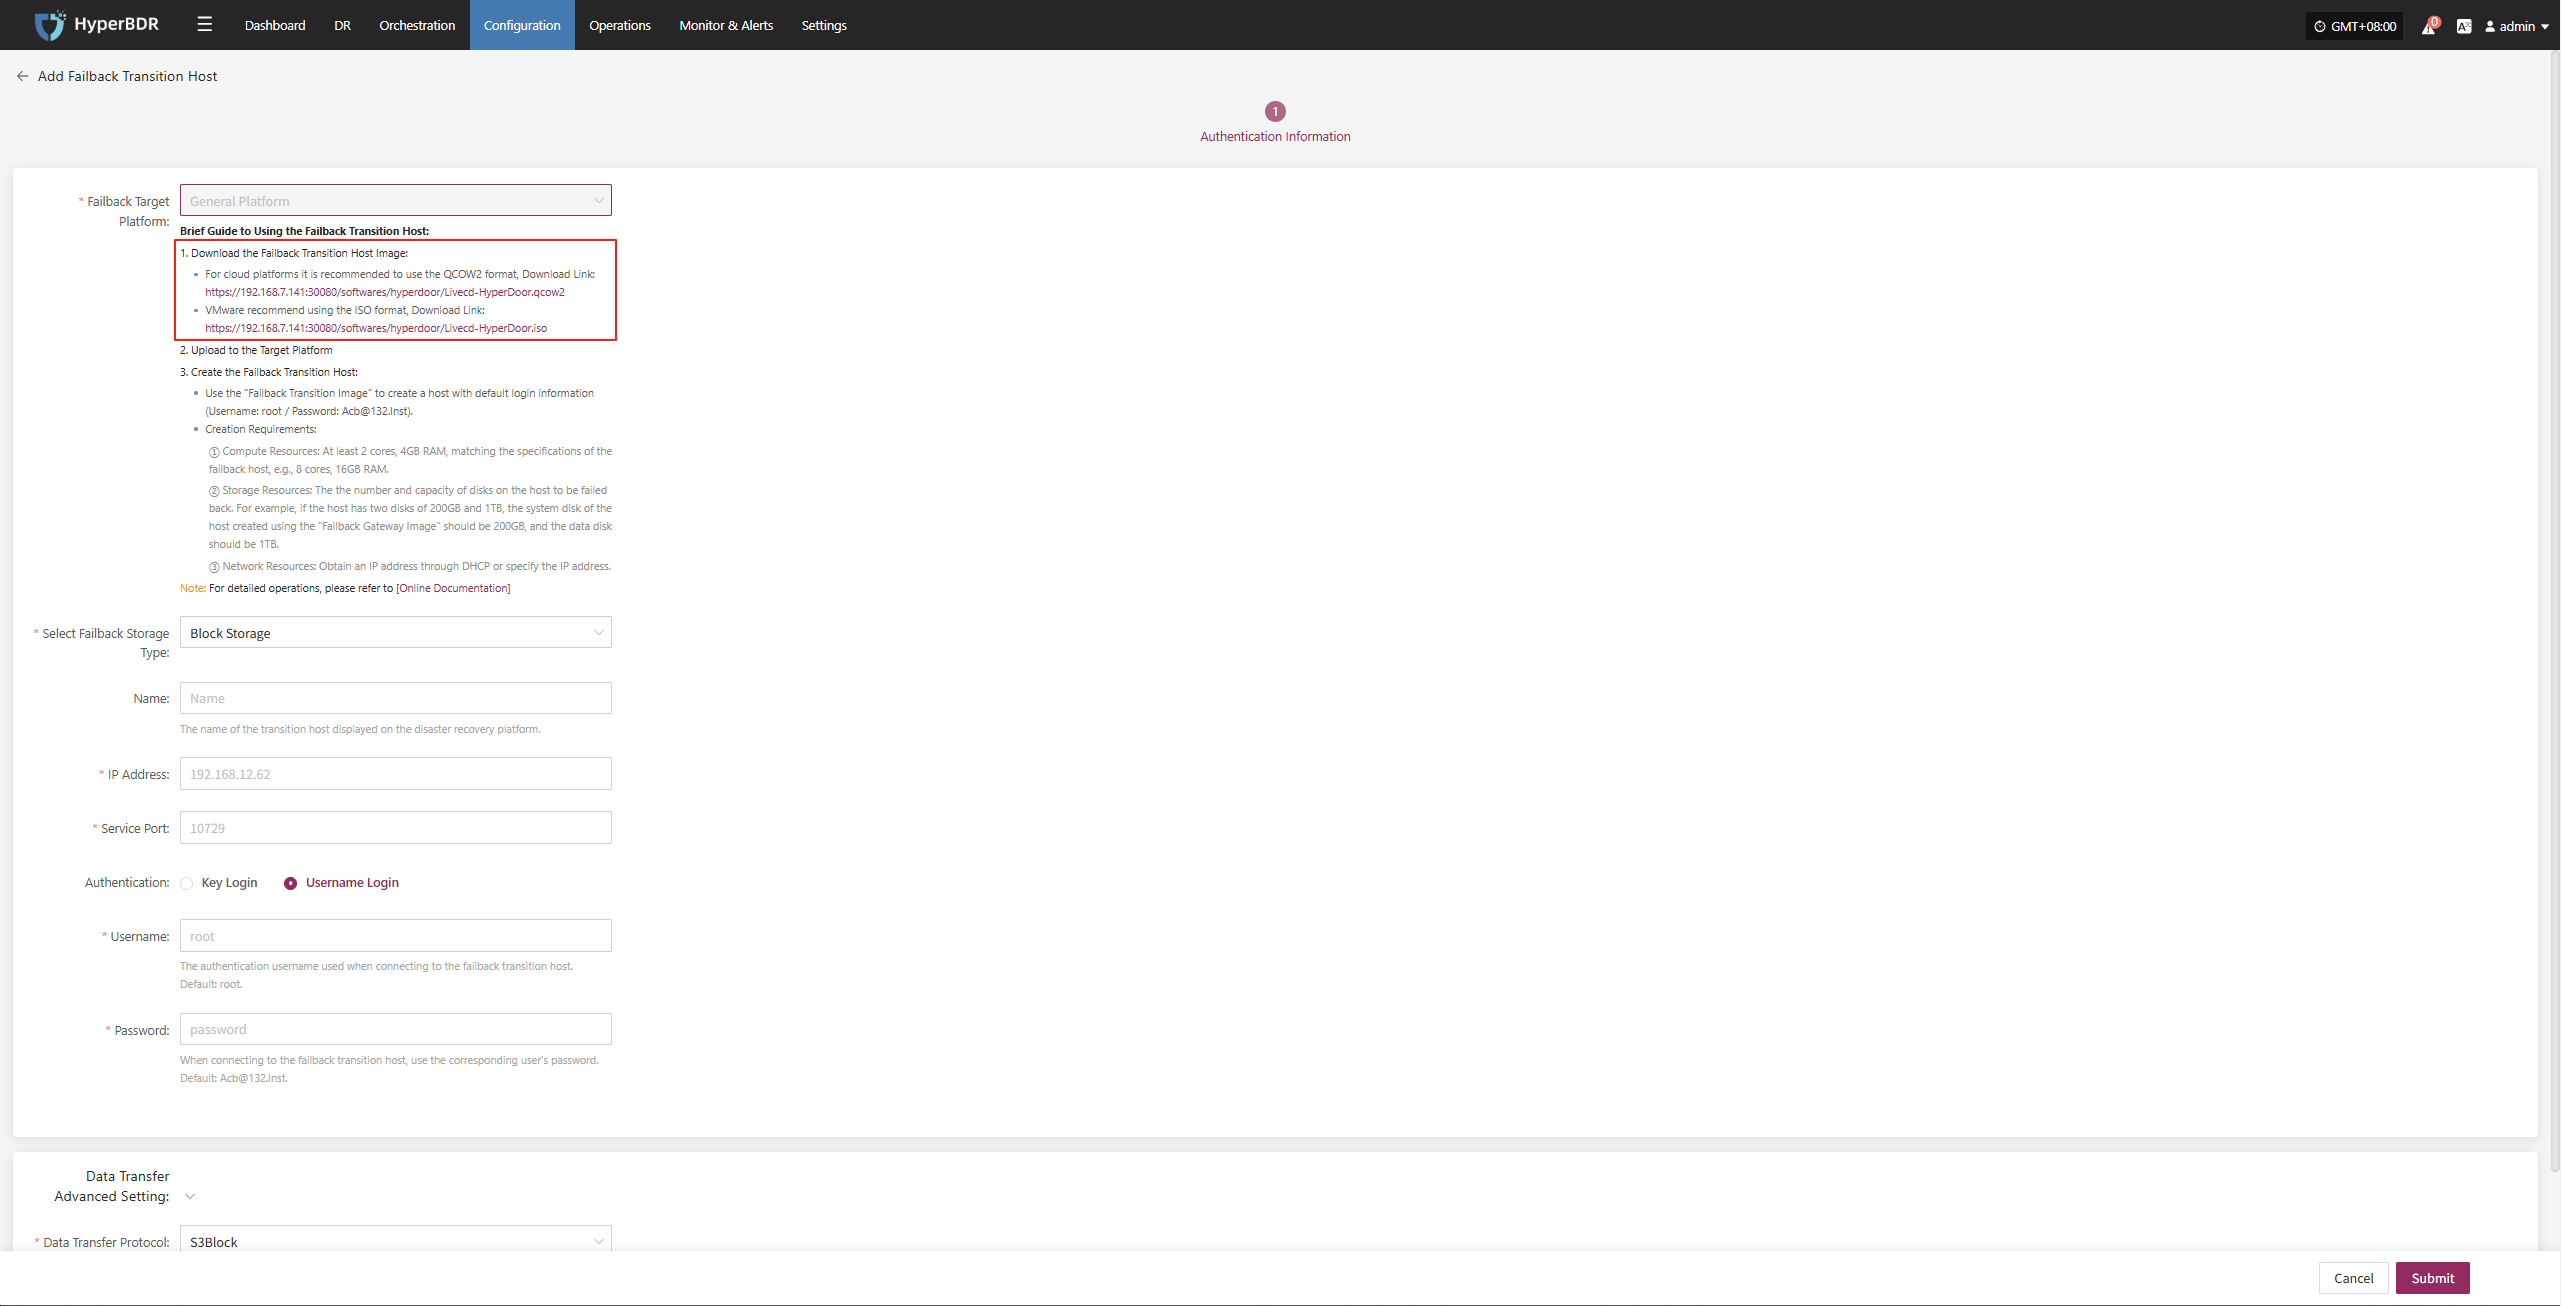 HyperBDR
Dashboard
DR
Orchestration
Configuration
Operations
Monitor & Alerts
Settings
GMT+08:00
0
admin
Add Failback Transition Host
1
Authentication Information
* Failback Target Platform:
General Platform
Brief Guide to Using the Failback Transition Host:
1. Download the Failback Transition Host Image:
For cloud platforms it is recommended to use the QCOW2 format, Download Link:
https://192.168.7.141:30080/softwares/hyperdoor/Livecd-HyperDoor.qcow2
VMware recommend using the ISO format, Download Link:
https://192.168.7.141:30080/softwares/hyperdoor/Livecd-HyperDoor.iso
2. Upload to the Target Platform
3. Create the Failback Transition Host:
Use the "Failback Transition Image" to create a host with default login information
(Username: root / Password: Acb@132.Inst).
Creation Requirements:
① Compute Resources: At least 2 cores, 4GB RAM, matching the specifications of the
failback host, e.g., 8 cores, 16GB RAM.
② Storage Resources: The the number and capacity of disks on the host to be failed
back. For example, if the host has two disks of 200GB and 1TB, the system disk of the
host created using the "Failback Gateway Image" should be 200GB, and the data disk
should be 1TB.
③ Network Resources: Obtain an IP address through DHCP or specify the IP address.
Note: For detailed operations, please refer to [Online Documentation]
* Select Failback Storage Type:
Block Storage
Name:
Name
The name of the transition host displayed on the disaster recovery platform.
* IP Address:
192.168.12.62
* Service Port:
10729
Authentication:
Key Login
Username Login
* Username:
root
The authentication username used when connecting to the failback transition host.
Default: root.
* Password:
password
When connecting to the failback transition host, use the corresponding user's password.
Default: Acb@132.Inst.
Data Transfer
Advanced Setting:
* Data Transfer Protocol:
S3Block
Cancel
Submit